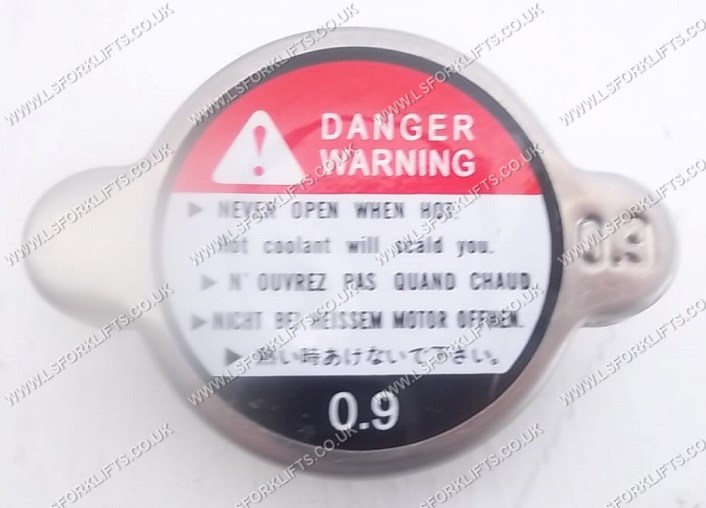 DANGER
WARNING
▶ NEVER OPEN WHEN HOT.
Hot coolant will scald you.
▶ N'OUVREZ PAS QUAND CHAUD.
▶ NICHT BEI HEISSEM MOTOR OFFNEN.
▶ 熱い時あけないで下さい。
0.9
0.9
WWW.LSFORKLIFTS.CO.UK